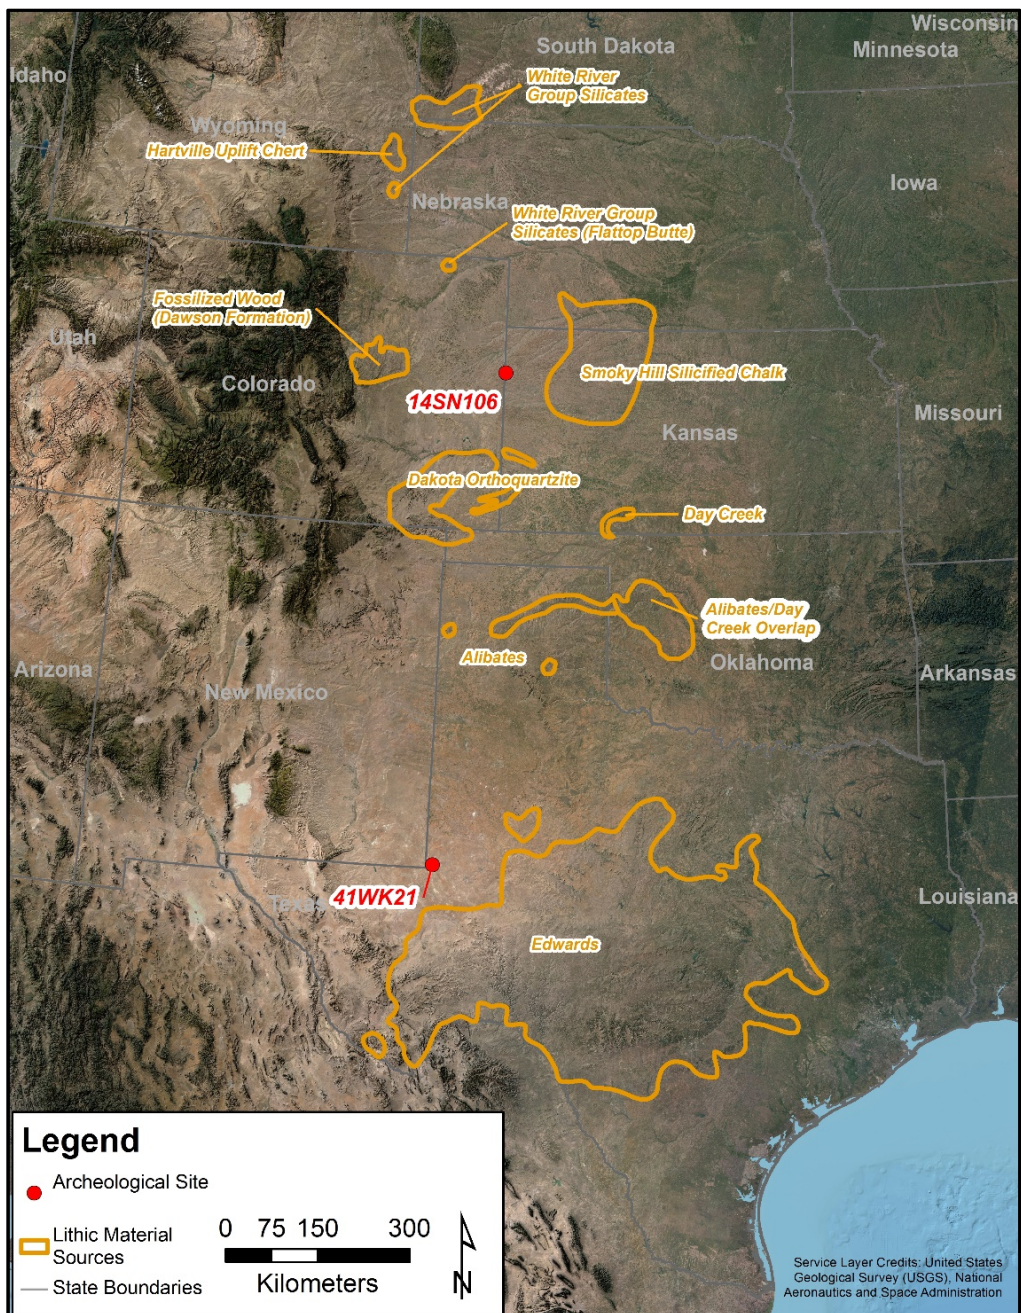 Wisconsin
South Dakota
Minnesota
Idaho
White River
Group Silicates
Wyoming
Hartville Uplift Chert
Iowa
Nebraska
White River Group
Silicates (Flattop Butte)
Fossilized Wood
(Dawson Formation)
Utah
Colorado
Smoky Hill Silicified Chalk
14SN106
Missouri
Kansas
Dakota Orthoquartzite
Day Creek
Alibates/Day
Creek Overlap
Alibates
Arizona
Oklahoma
Arkansas
New Mexico
41WK21
Texas
Louisiana
Edwards
Legend
Archeological Site
Lithic Material
Sources
State Boundaries
0 75 150 300
Kilometers
N
Service Layer Credits: United States
Geological Survey (USGS), National
Aeronautics and Space Administration